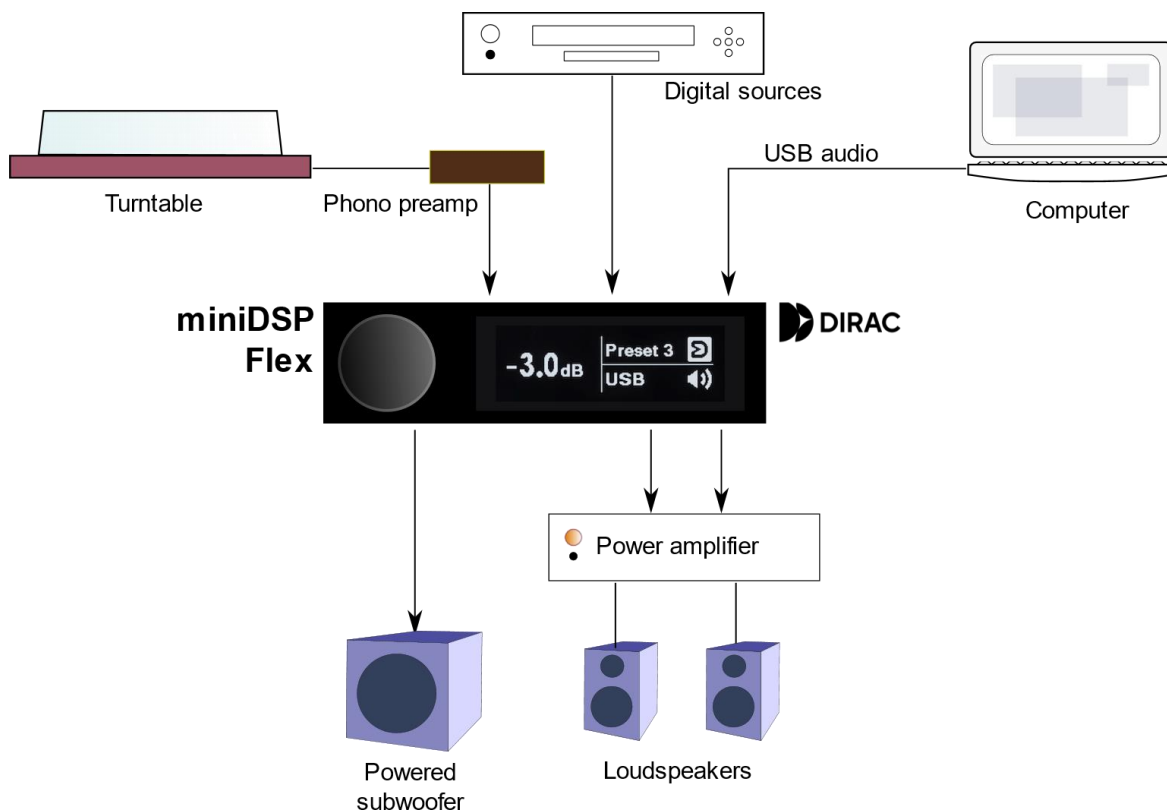 Digital sources
USB audio
Turntable
Phono preamp
Computer
miniDSP
Flex
-3.0dB
Preset 3
USB
DIRAC
Power amplifier
Powered
subwoofer
Loudspeakers